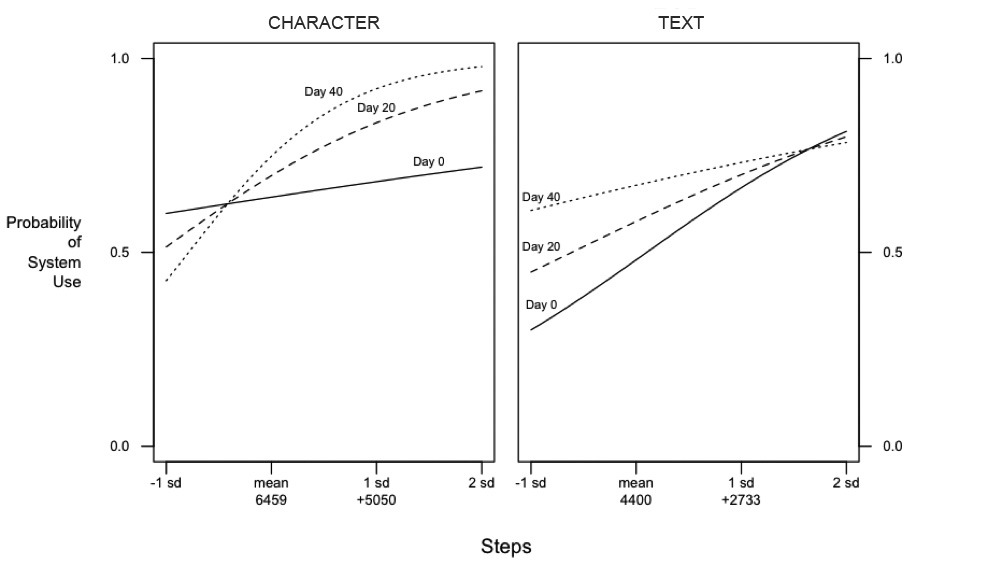 CHARACTER
TEXT
1.0
0.5
0.0
Probability
of
System
Use
Day 40
Day 20
Day 0
-1 sd
mean
6459
1 sd
+5050
2 sd
Day 40
Day 20
Day 0
-1 sd
mean
4400
1 sd
+2733
2 sd
1.0
0.5
0.0
Steps